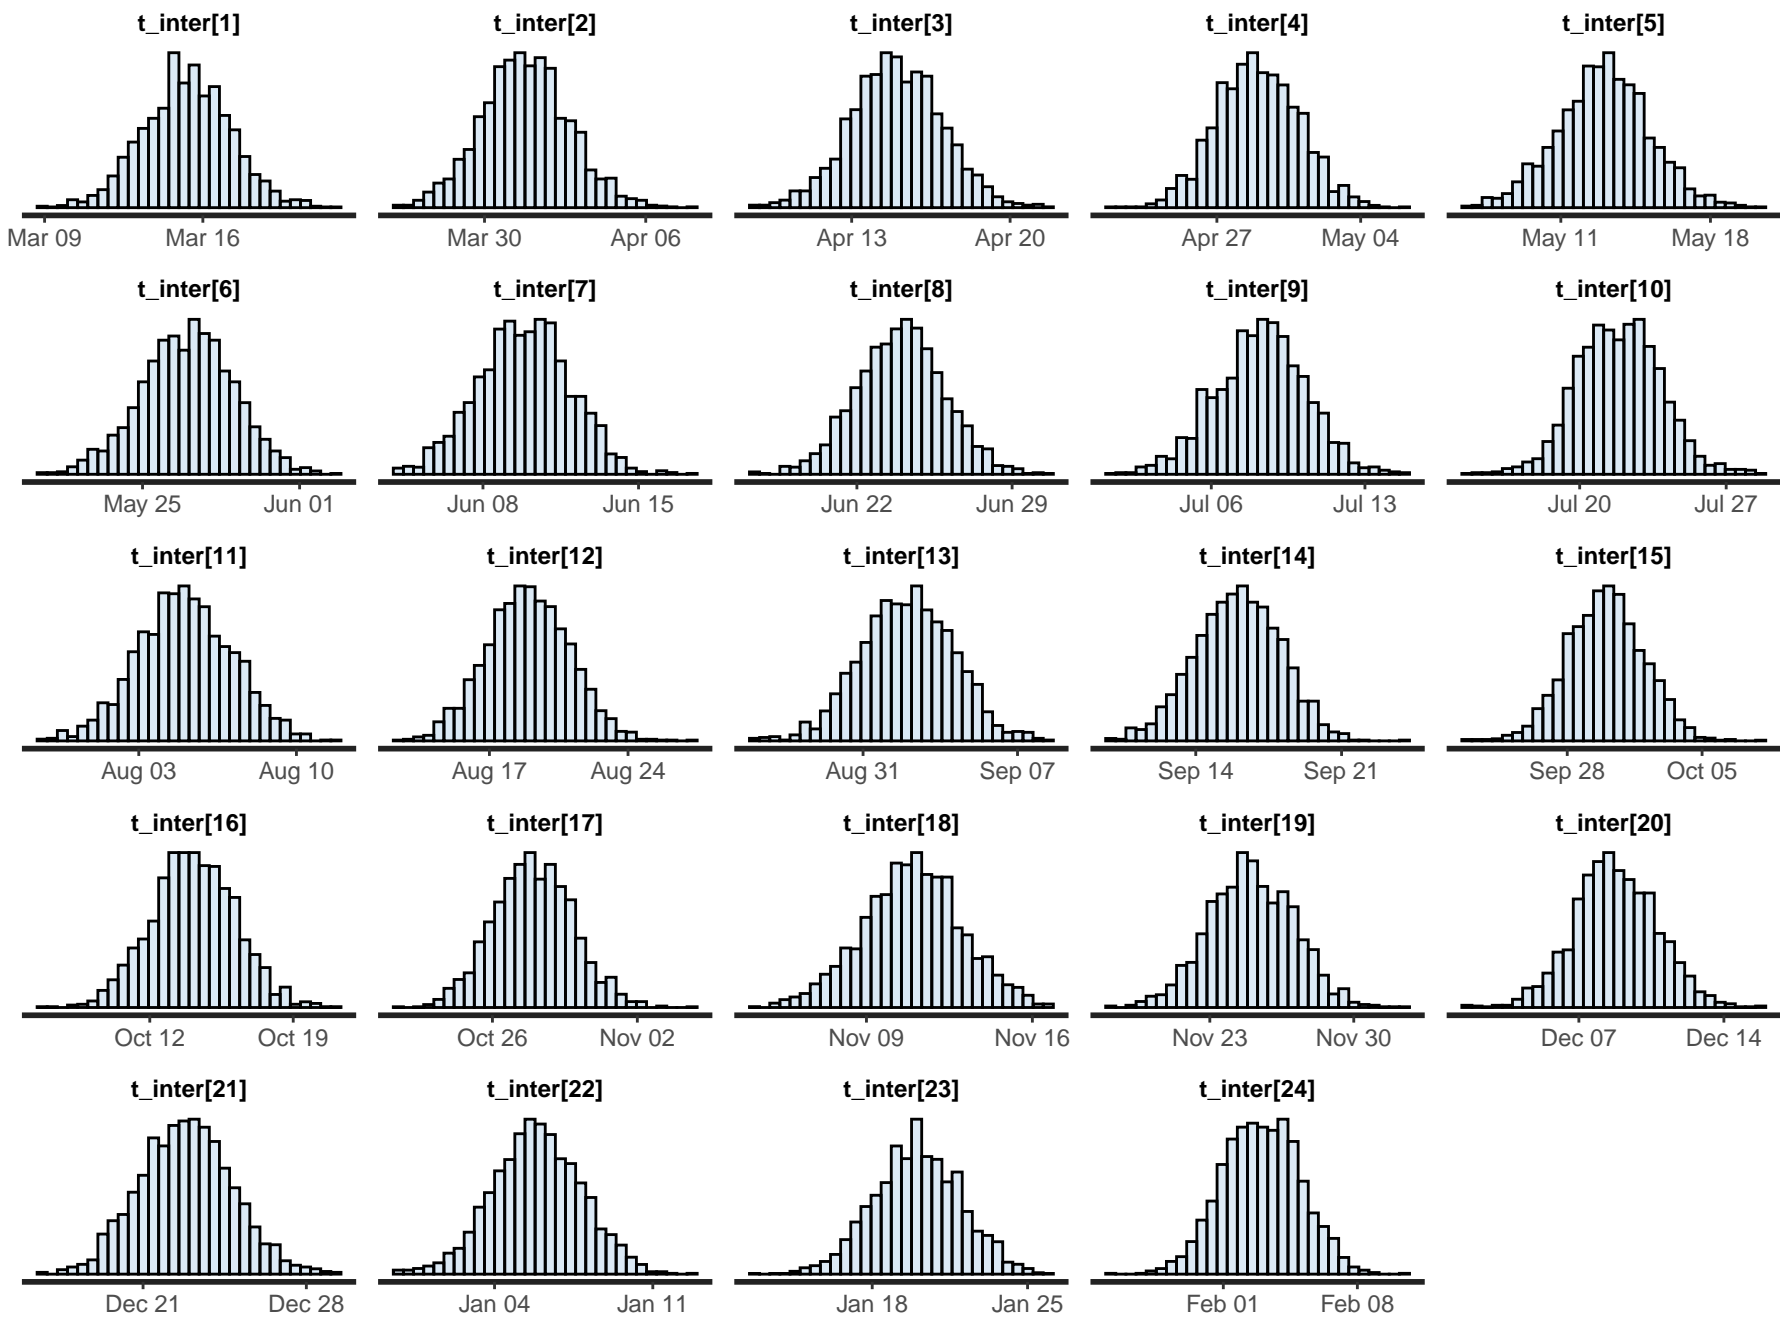 t_inter[1] t_inter[2] t_inter[3] t_inter[4] t_inter[5]
Mar 09 Mar 16 Mar 30 Apr 06 Apr 13 Apr 20 Apr 27 May 04 May 11 May 18
t_inter[6] t_inter[7] t_inter[8] t_inter[9] t_inter[10]
May 25 Jun 01 Jun 08 Jun 15 Jun 22 Jun 29 Jul 06 Jul 13 Jul 20 Jul 27
t_inter[11] t_inter[12] t_inter[13] t_inter[14] t_inter[15]
Aug 03 Aug 10 Aug 17 Aug 24 Aug 31 Sep 07 Sep 14 Sep 21 Sep 28 Oct 05
t_inter[16] t_inter[17] t_inter[18] t_inter[19] t_inter[20]
Oct 12 Oct 19 Oct 26 Nov 02 Nov 09 Nov 16 Nov 23 Nov 30 Dec 07 Dec 14
t_inter[21] t_inter[22] t_inter[23] t_inter[24]
Dec 21 Dec 28 Jan 04 Jan 11 Jan 18 Jan 25 Feb 01 Feb 08